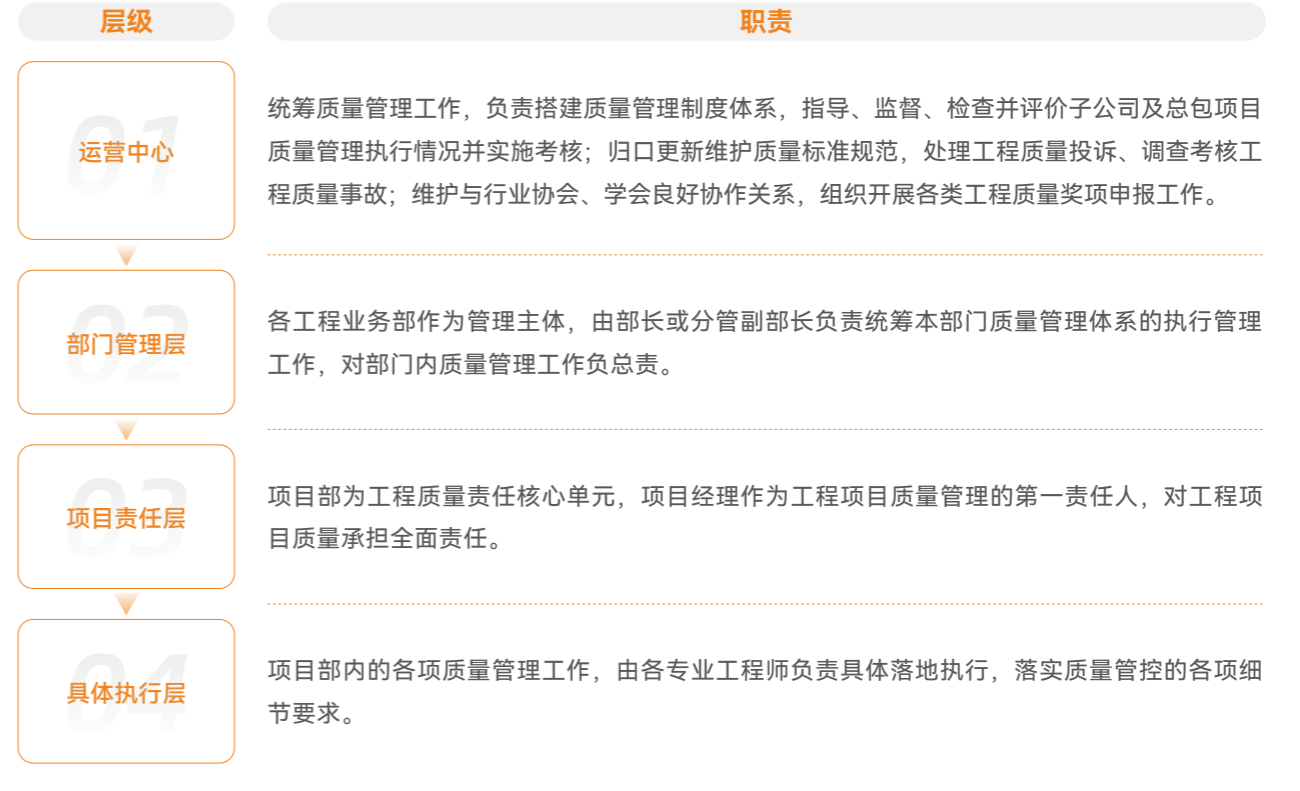 层级
职责
01
运营中心
统筹质量管理工作，负责搭建质量管理制度体系，指导、监督、检查并评价子公司及总包项目
质量管理执行情况并实施考核；归口更新维护质量标准规范，处理工程质量投诉、调查考核工
程质量事故；维护与行业协会、学会良好协作关系，组织开展各类工程质量奖项申报工作。
02
部门管理层
各工程业务部作为管理主体，由部长或分管副部长负责统筹本部门质量管理体系的执行管理
工作，对部门内质量管理工作负总责。
03
项目责任层
项目部为工程质量责任核心单元，项目经理作为工程项目质量管理的第一责任人，对工程项
目质量承担全面责任。
04
具体执行层
项目部内的各项质量管理工作，由各专业工程师负责具体落地执行，落实质量管控的各项细
节要求。